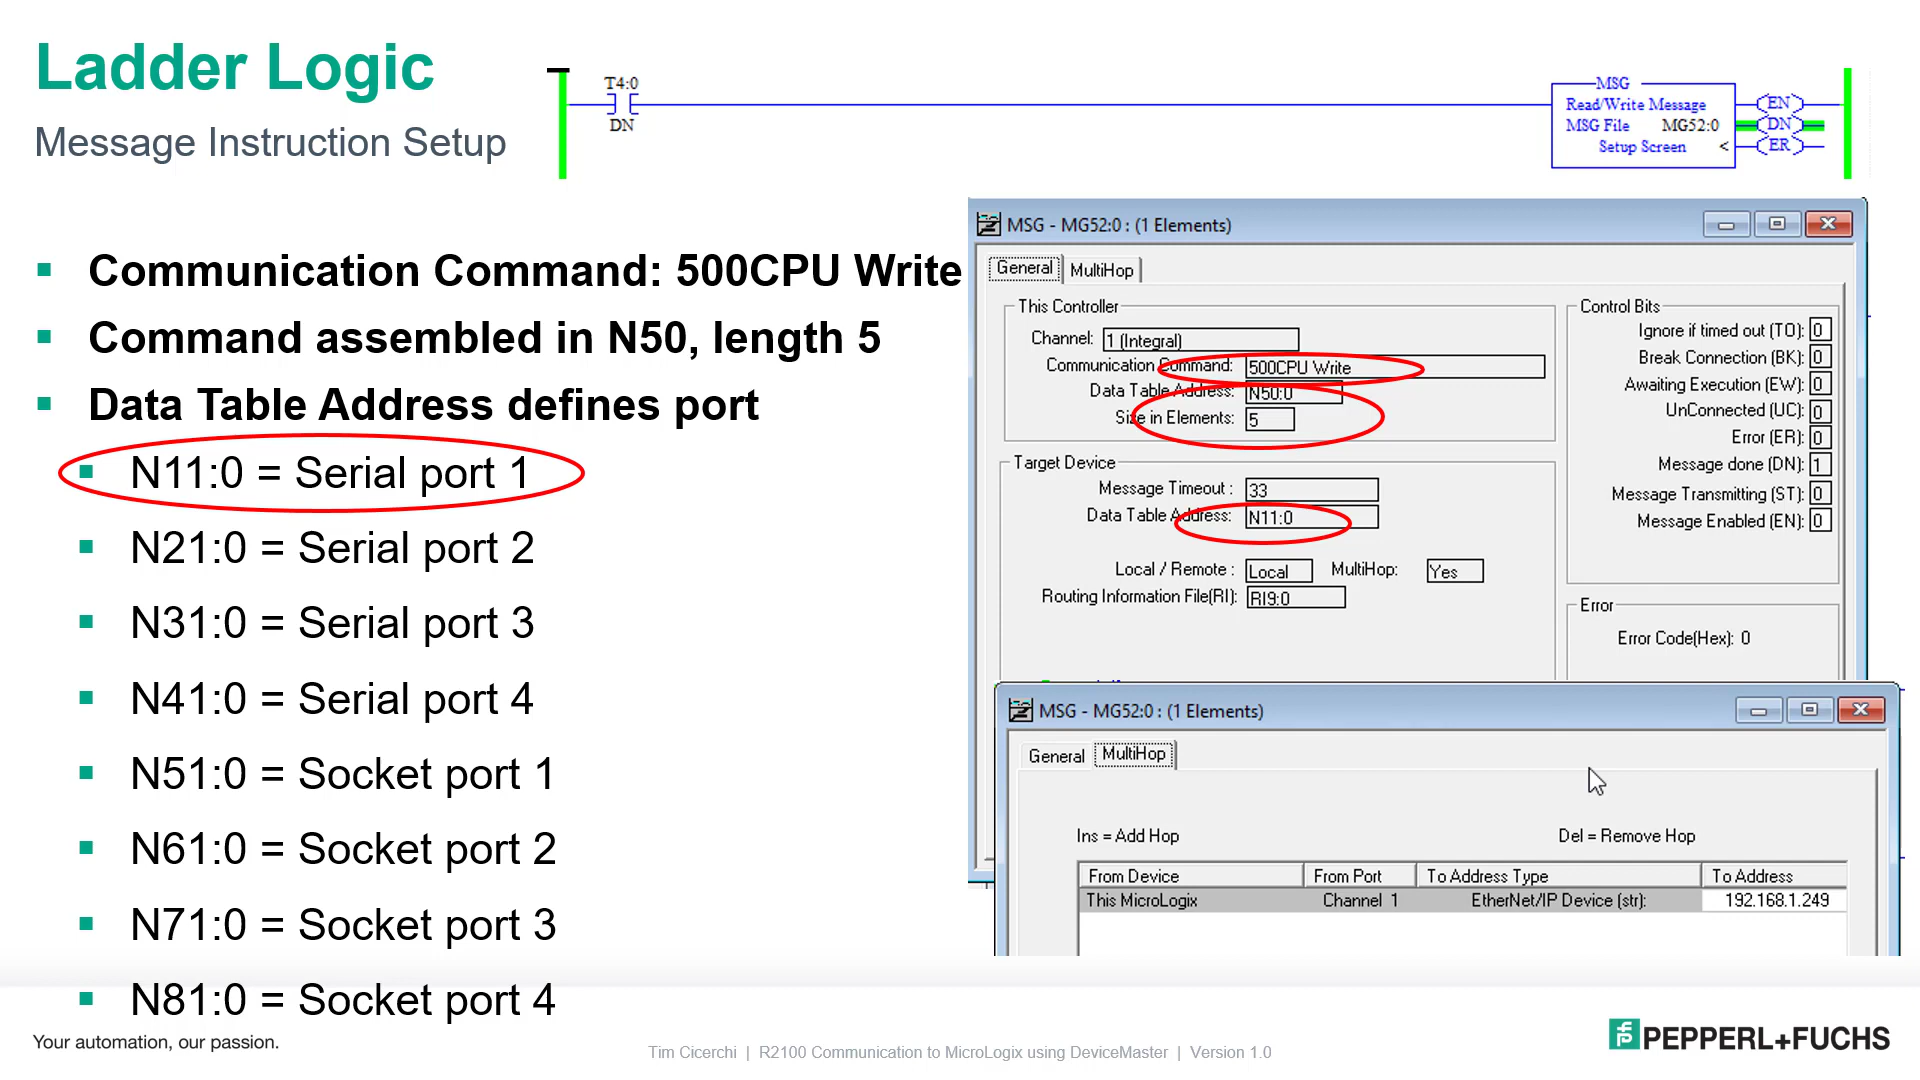 Ladder Logic
Message Instruction Setup
T4:0
DN
MSG
Read/Write Message
MSG File MG52:0
Setup Screen <
EN
DN
ER
Communication Command: 500CPU Write
Command assembled in N50, length 5
Data Table Address defines port
N11:0 = Serial port 1
N21:0 = Serial port 2
N31:0 = Serial port 3
N41:0 = Serial port 4
N51:0 = Socket port 1
N61:0 = Socket port 2
N71:0 = Socket port 3
N81:0 = Socket port 4
MSG - MG52:0 : (1 Elements)
General MultiHop
This Controller
Channel: 1 (Integral)
Communication Command: 500CPU Write
Data Table Address: N50:0
Size in Elements: 5
Target Device
Message Timeout : 33
Data Table Address: N11:0
Local / Remote : Local MultiHop: Yes
Routing Information File(RI): RI9:0
Control Bits
Ignore if timed out (TO): 0
Break Connection (BK): 0
Awaiting Execution (EW): 0
UnConnected (UC): 0
Error (ER): 0
Message done (DN): 1
Message Transmitting (ST): 0
Message Enabled (EN): 0
Error
Error Code(Hex): 0
MSG - MG52:0 : (1 Elements)
General MultiHop
Ins = Add Hop Del = Remove Hop
From Device From Port To Address Type To Address
This MicroLogix Channel 1 EtherNet/IP Device (str): 192.168.1.249
Your automation, our passion.
Tim Cicerchi | R2100 Communication to MicroLogix using DeviceMaster | Version 1.0
PEPPERL+FUCHS